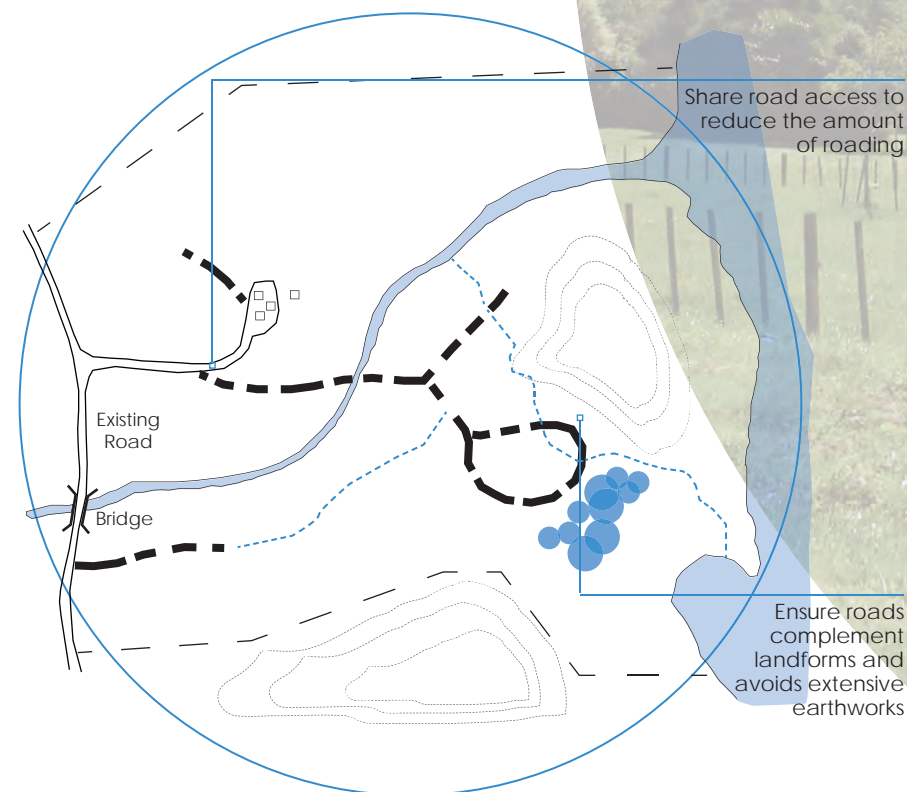 Share road access to
reduce the amount
of roading
Existing
Road
Bridge
Ensure roads
complement
landforms and
avoids extensive
earthworks